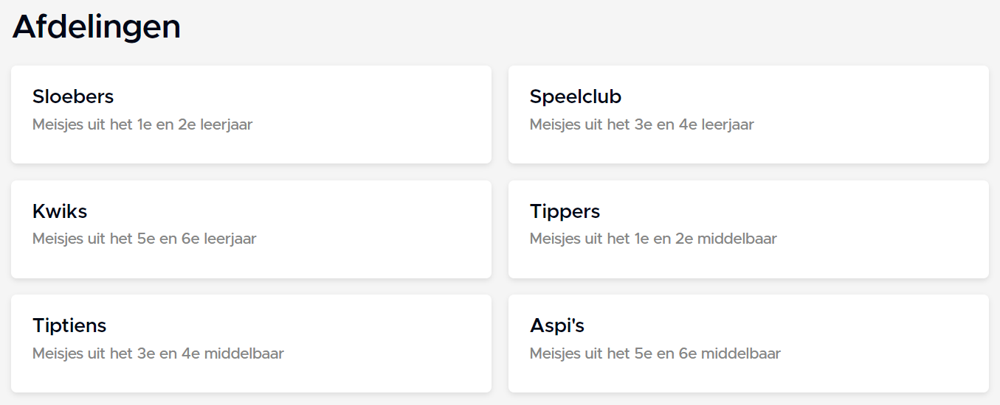 Afdelingen
Sloebers
Meisjes uit het 1e en 2e leerjaar
Speelclub
Meisjes uit het 3e en 4e leerjaar
Kwiks
Meisjes uit het 5e en 6e leerjaar
Tippers
Meisjes uit het 1e en 2e middelbaar
Tiptiens
Meisjes uit het 3e en 4e middelbaar
Aspi's
Meisjes uit het 5e en 6e middelbaar